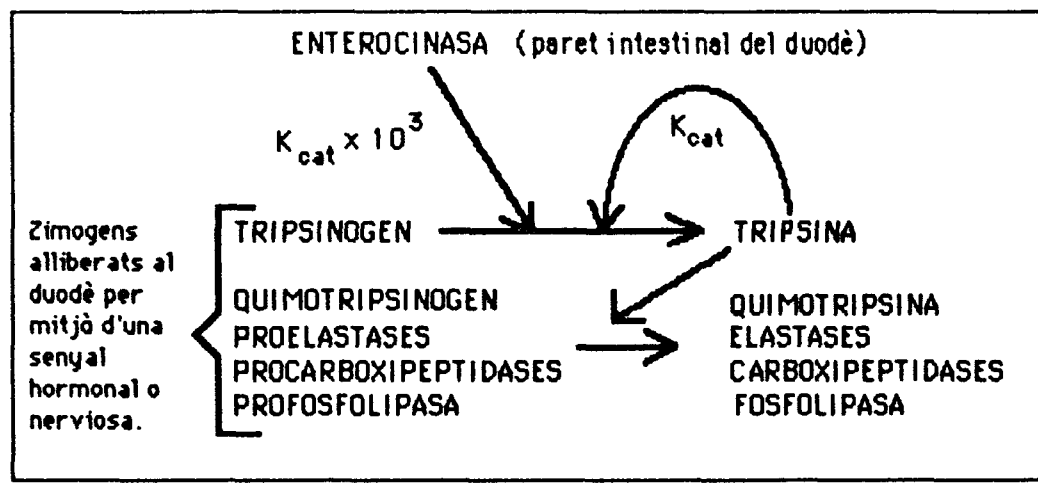 ENTEROCINASA (paret intestinal del duodè)
K cat x 10^3
K cat
Zimogens
alliberats al
duodè per
mitjà d'una
senyal
hormonal o
nerviosa.
TRIPSINOGEN
TRIPSINA
QUIMOTRIPSINOGEN
PROELASTASES
PROCARBOXIPEPTIDASES
PROFOSFOLIPASA
QUIMOTRIPSINA
ELASTASES
CARBOXIPEPTIDASES
FOSFOLIPASA